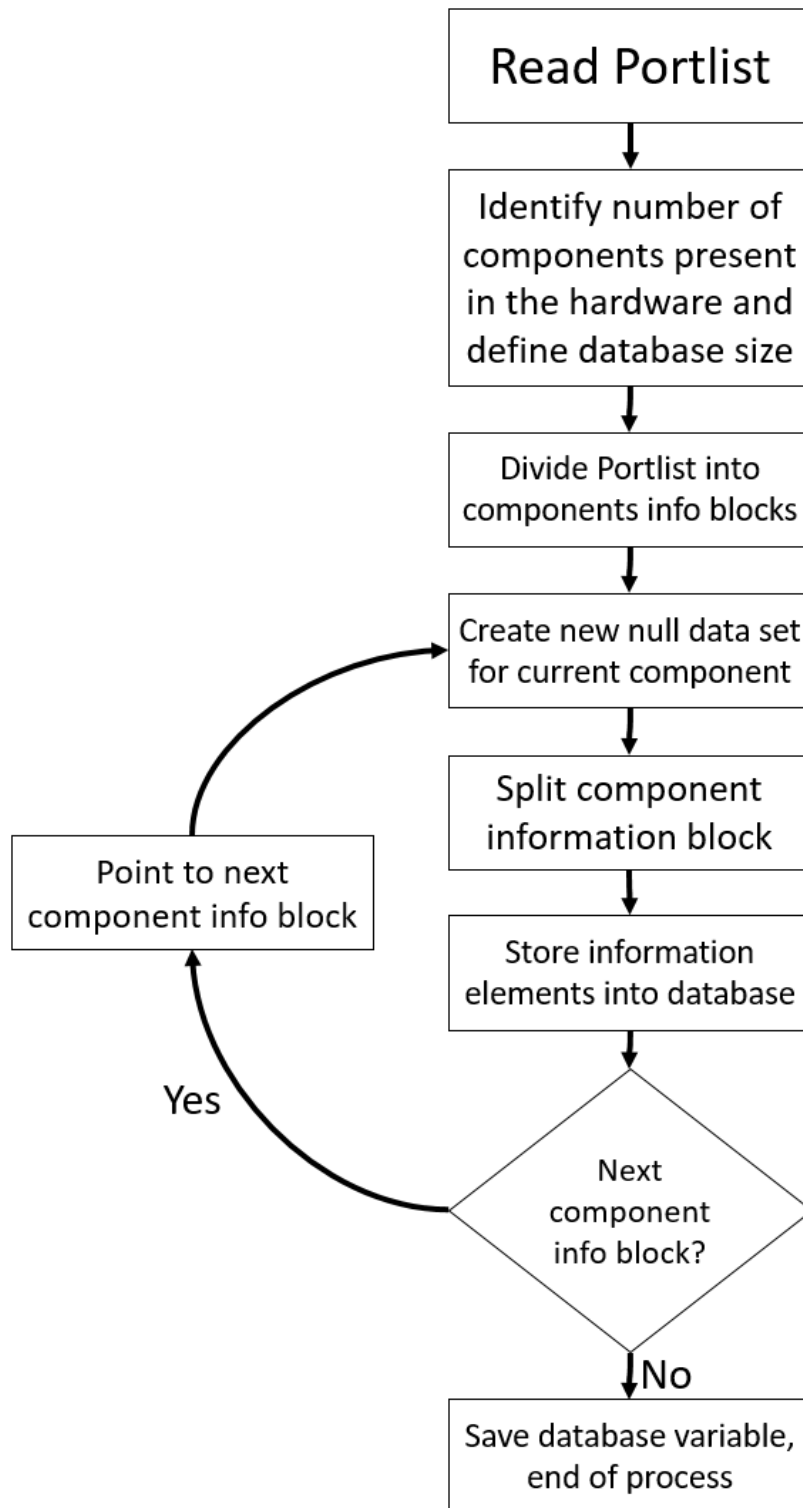 Read Portlist
Identify number of
components present
in the hardware and
define database size
Divide Portlist into
components info blocks
Create new null data set
for current component
Split component
information block
Point to next
component info block
Store information
elements into database
Yes
Next
component
info block?
No
Save database variable,
end of process